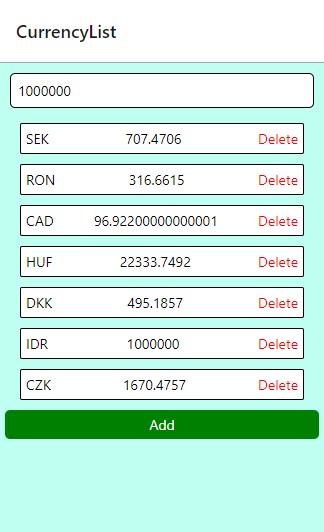 CurrencyList
1000000
SEK 707.4706 Delete
RON 316.6615 Delete
CAD 96.92200000000001 Delete
HUF 22333.7492 Delete
DKK 495.1857 Delete
IDR 1000000 Delete
CZK 1670.4757 Delete
Add